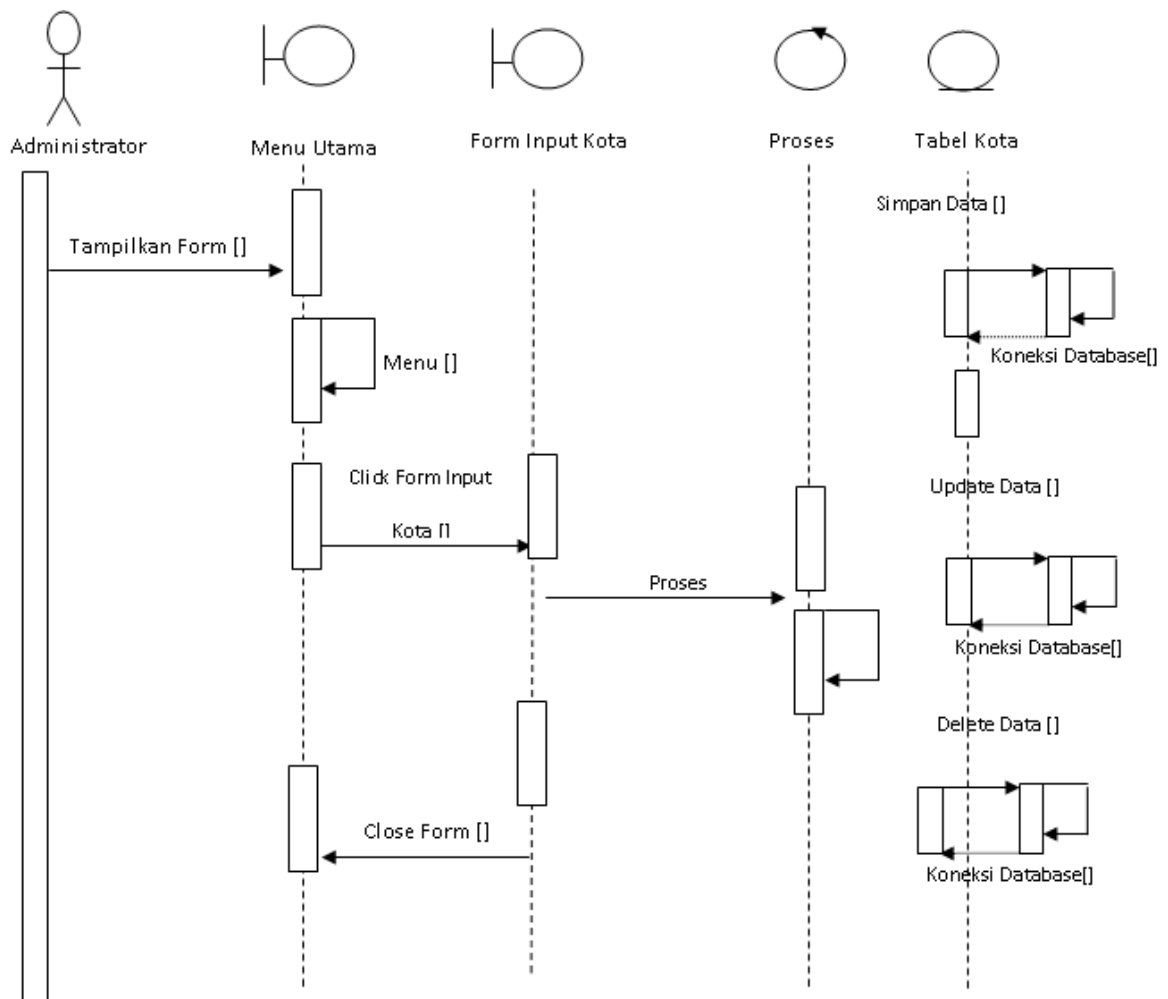 Administrator
Menu Utama
Form Input Kota
Proses
Tabel Kota
Simpan Data []
Tampilkan Form []
Koneksi Database[]
Menu []
Click Form Input
Kota []
Update Data []
Proses
Koneksi Database[]
Delete Data []
Close Form []
Koneksi Database[]